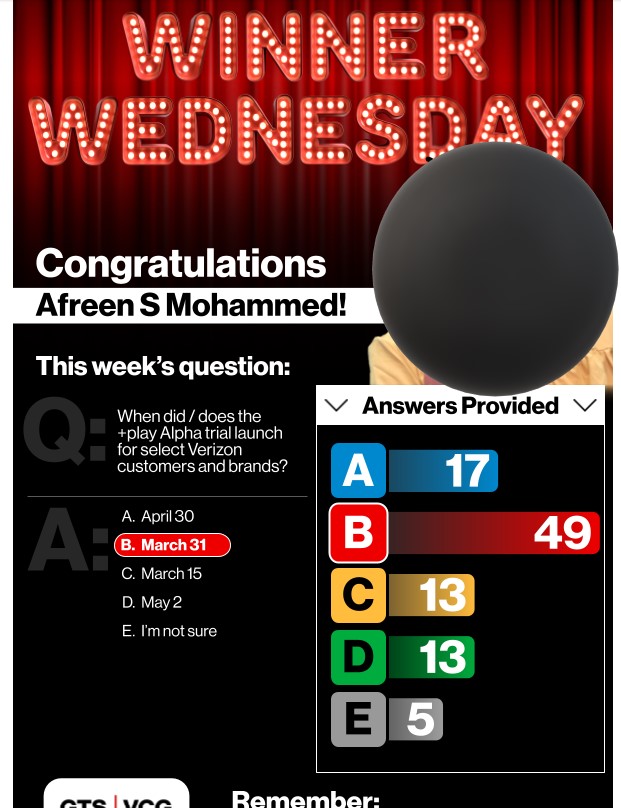 WINNER
WEDNESDAY
Congratulations
Afreen S Mohammed!
This week's question:
Q:
When did / does the
+play Alpha trial launch
for select Verizon
customers and brands?
A:
A. April 30
B. March 31
C. March 15
D. May 2
E. I'm not sure
Answers Provided
A 17
B 49
C 13
D 13
E 5
GTS | VCG
Remember: